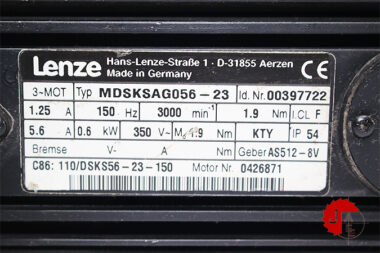 Lenze Hans-Lenze-Straße 1 · D-31855 Aerzen
Made in Germany CE
3~MOT Typ MDSKSAG056-23 Id. Nr. 00397722
1.25 A 150 Hz 3000 min⁻¹ 1.9 Nm I.CL F
5.6 A 0.6 kW 350 V~ Nm KTY IP 54
Bremse V- A Nm Geber AS512-8V
C86: 110/DSKS56-23-150 Motor Nr. 0426871